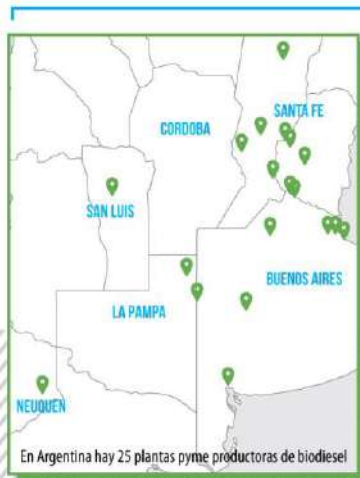 SANTA FE
CORDOBA
SAN LUIS
BUENOS AIRES
LA PAMPA
NEUQUEN
En Argentina hay 25 plantas pyme productoras de biodiesel